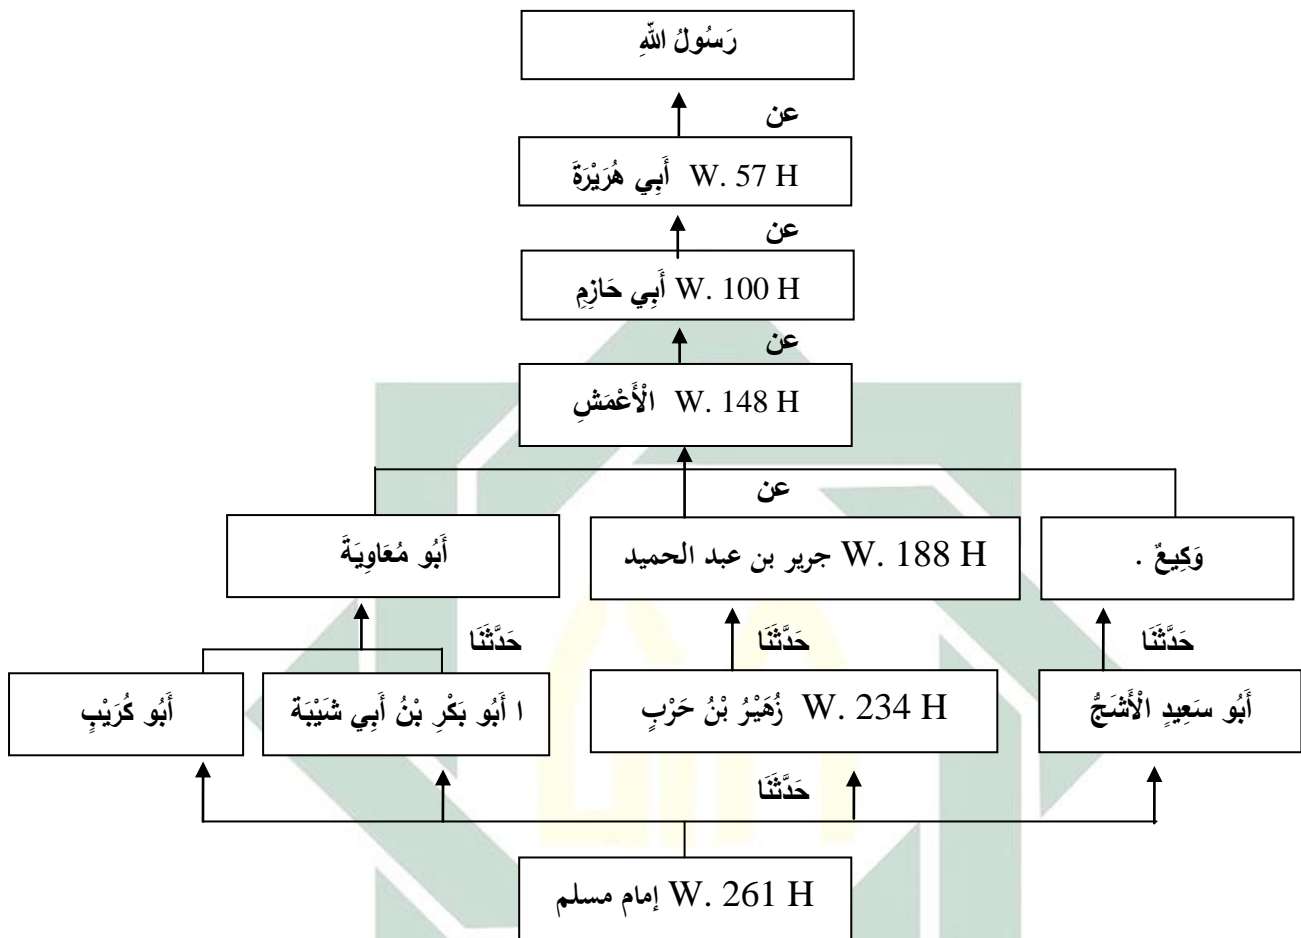 رَسُولُ اللّٰهِ
عن
أَبِي هُرَيْرَةَ W. 57 H
عن
أَبِي حَازِمٍ W. 100 H
عن
الْأَعْمَشِ W. 148 H
عن
أَبُو مُعَاوِيَةَ
جرير بن عبد الحميد W. 188 H
وَكِيعٌ .
حَدَّثَنَا
حَدَّثَنَا
حَدَّثَنَا
أَبُو كُرَيْبٍ
ا أَبُو بَكْرِ بْنُ أَبِي شَيْبَة
زُهَيْرُ بْنُ حَرْبٍ W. 234 H
أَبُو سَعِيدٍ الْأَشَجُّ
حَدَّثَنَا
إمام مسلم W. 261 H